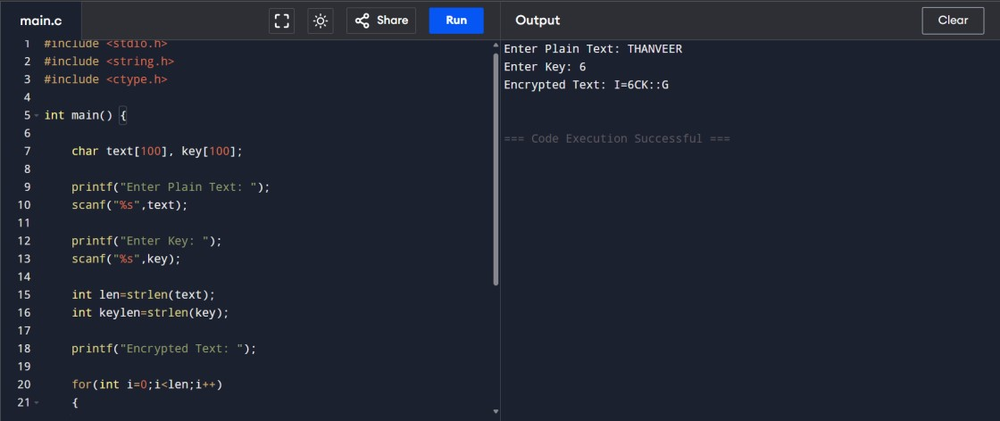 main.c
Share
Run
Output
Clear
1 #include <stdio.h>
2 #include <string.h>
3 #include <ctype.h>
4
5 int main() {
6
7     char text[100], key[100];
8
9     printf("Enter Plain Text: ");
10     scanf("%s",text);
11
12     printf("Enter Key: ");
13     scanf("%s",key);
14
15     int len=strlen(text);
16     int keylen=strlen(key);
17
18     printf("Encrypted Text: ");
19
20     for(int i=0;i<len;i++)
21     {
Enter Plain Text: THANVEER
Enter Key: 6
Encrypted Text: I=6CK::G
=== Code Execution Successful ===